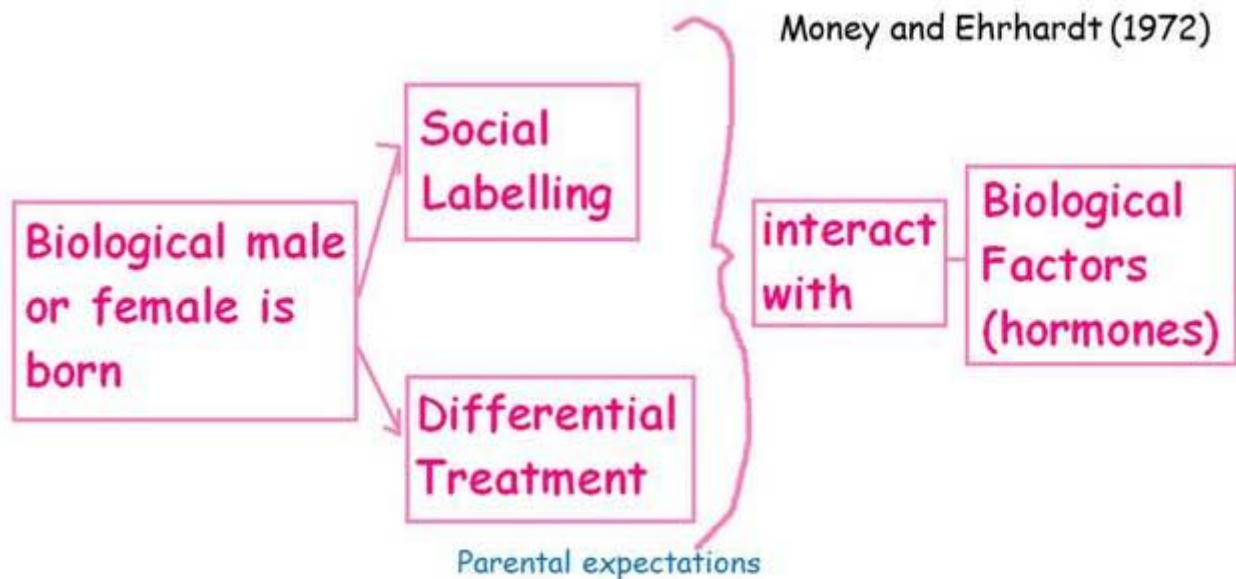 Money and Ehrhardt (1972)
Biological male
or female is
born
Social
Labelling
Differential
Treatment
Parental expectations
interact
with
Biological
Factors
(hormones)